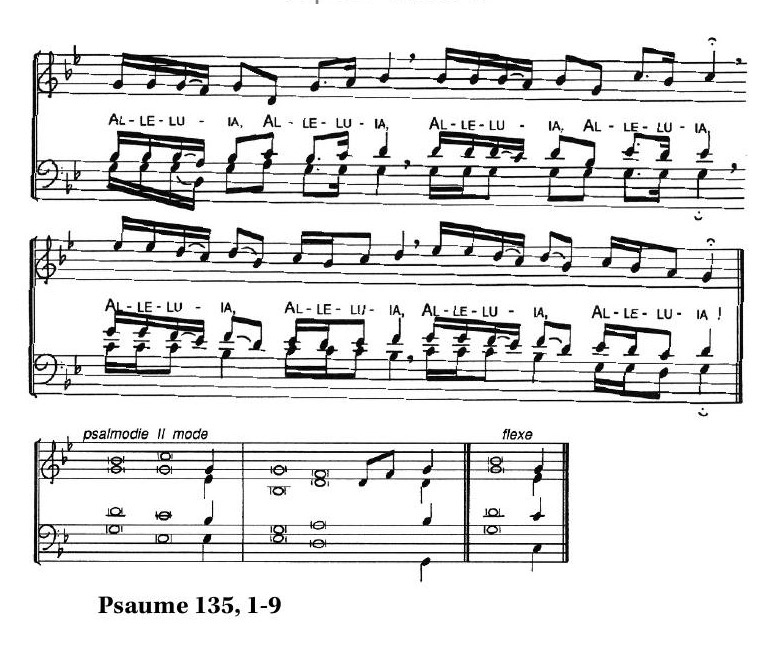 AL-LE-LU - IA, AL - LE-LU-IA, AL-LE-LU - IA, AL-LE-LU-IA,
AL-LE-LU - IA, AL-LE-LU-IA, AL-LE-LU - IA, AL-LE-LU-IA !
psalmodie II mode flexe
Psaume 135, 1-9